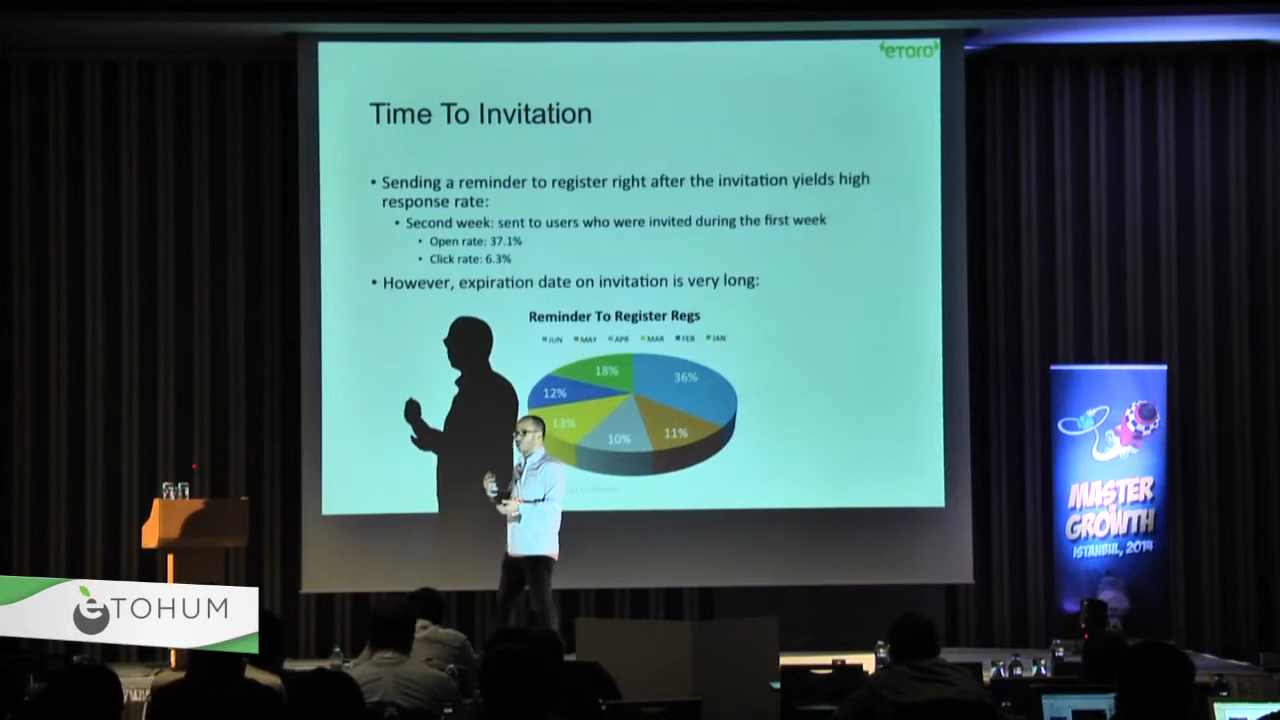 eToro
Time To Invitation
• Sending a reminder to register right after the invitation yields high
response rate:
• Second week: sent to users who were invited during the first week
• Open rate: 37.1%
• Click rate: 6.3%
• However, expiration date on invitation is very long:
Reminder To Register Regs
JUN MAY APR MAR FEB JAN
18%
36%
12%
13%
10%
11%
MASTER
GROWTH
ISTANBUL, 2014
eTOHUM